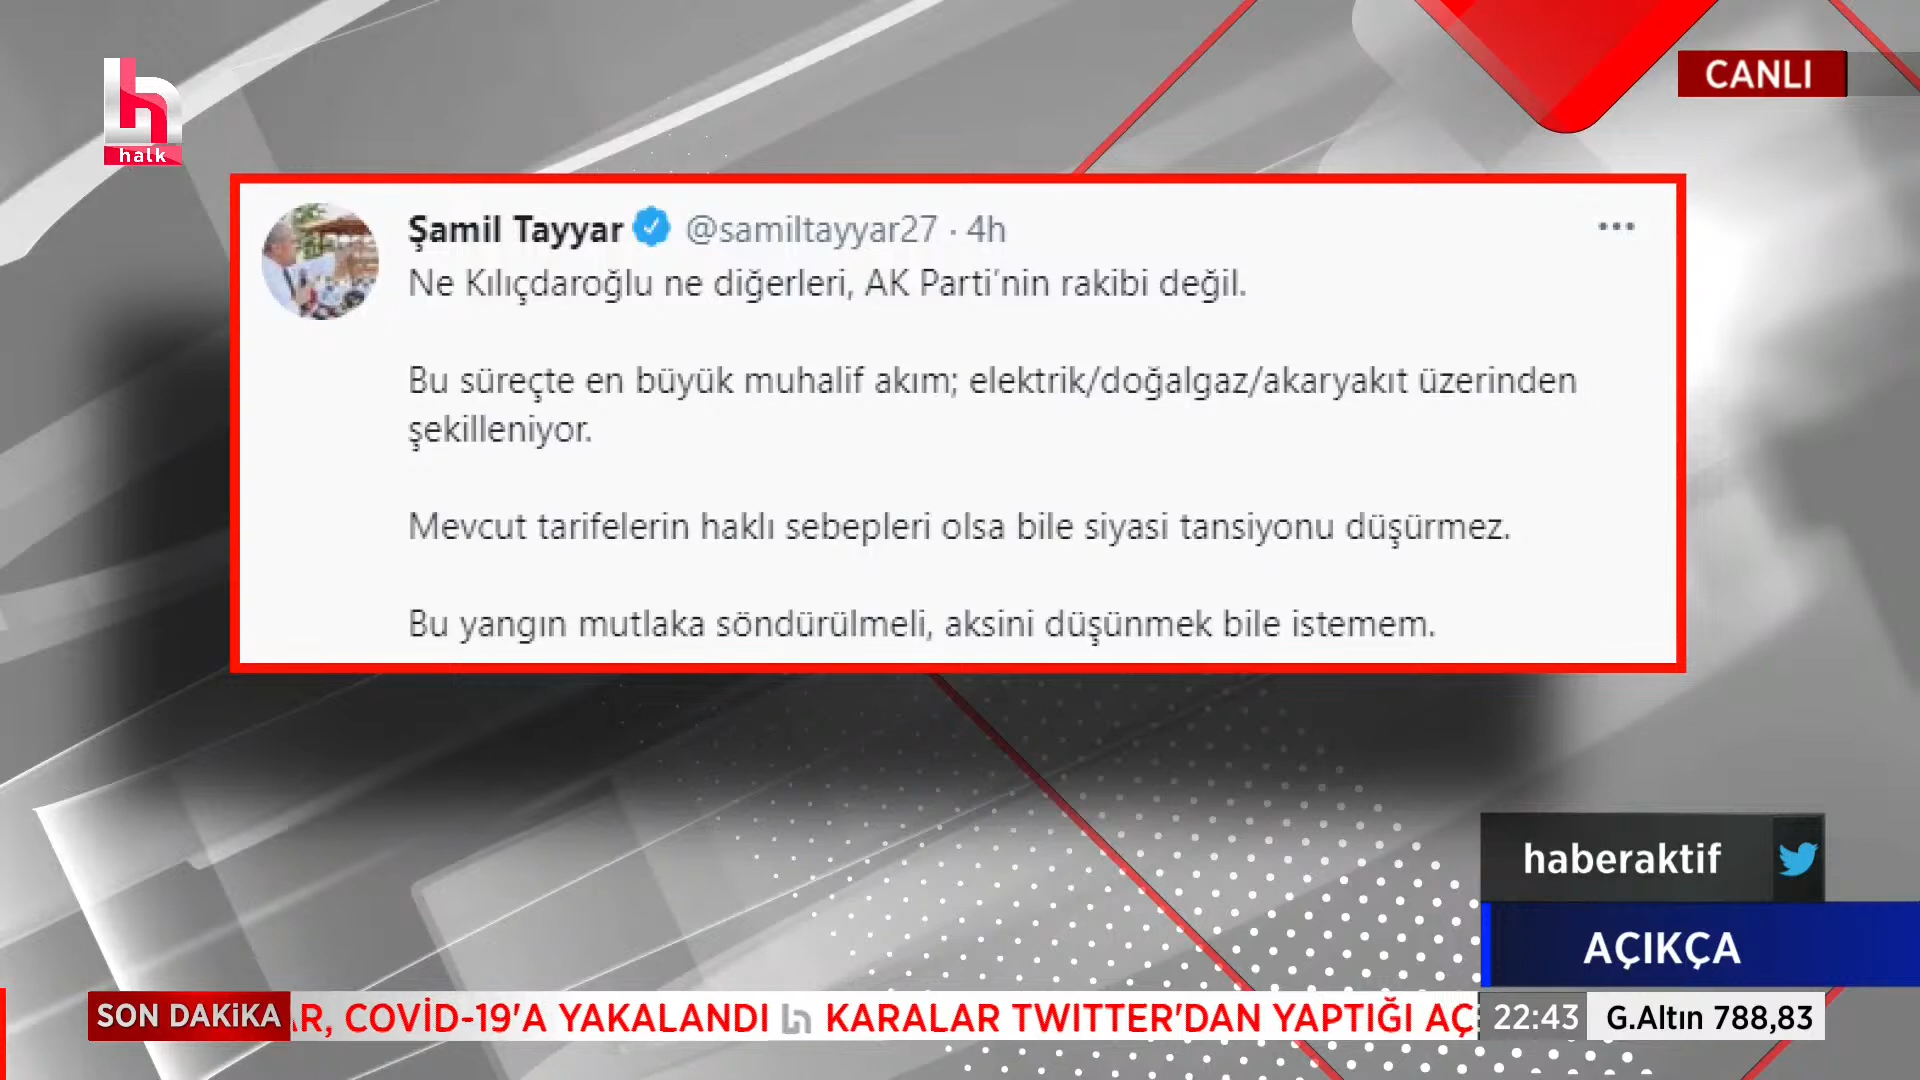 CANLI
halk
Şamil Tayyar @samiltayyar27 · 4h
Ne Kılıçdaroğlu ne diğerleri, AK Parti'nin rakibi değil.
Bu süreçte en büyük muhalif akım; elektrik/doğalgaz/akaryakıt üzerinden
şekilleniyor.
Mevcut tarifelerin haklı sebepleri olsa bile siyasi tansiyonu düşürmez.
Bu yangın mutlaka söndürülmeli, aksini düşünmek bile istemem.
haberaktif
AÇIKÇA
SON DAKİKA AR, COVİD-19'A YAKALANDI h KARALAR TWITTER'DAN YAPTIĞI AÇ 22:43 G.Altın 788,83